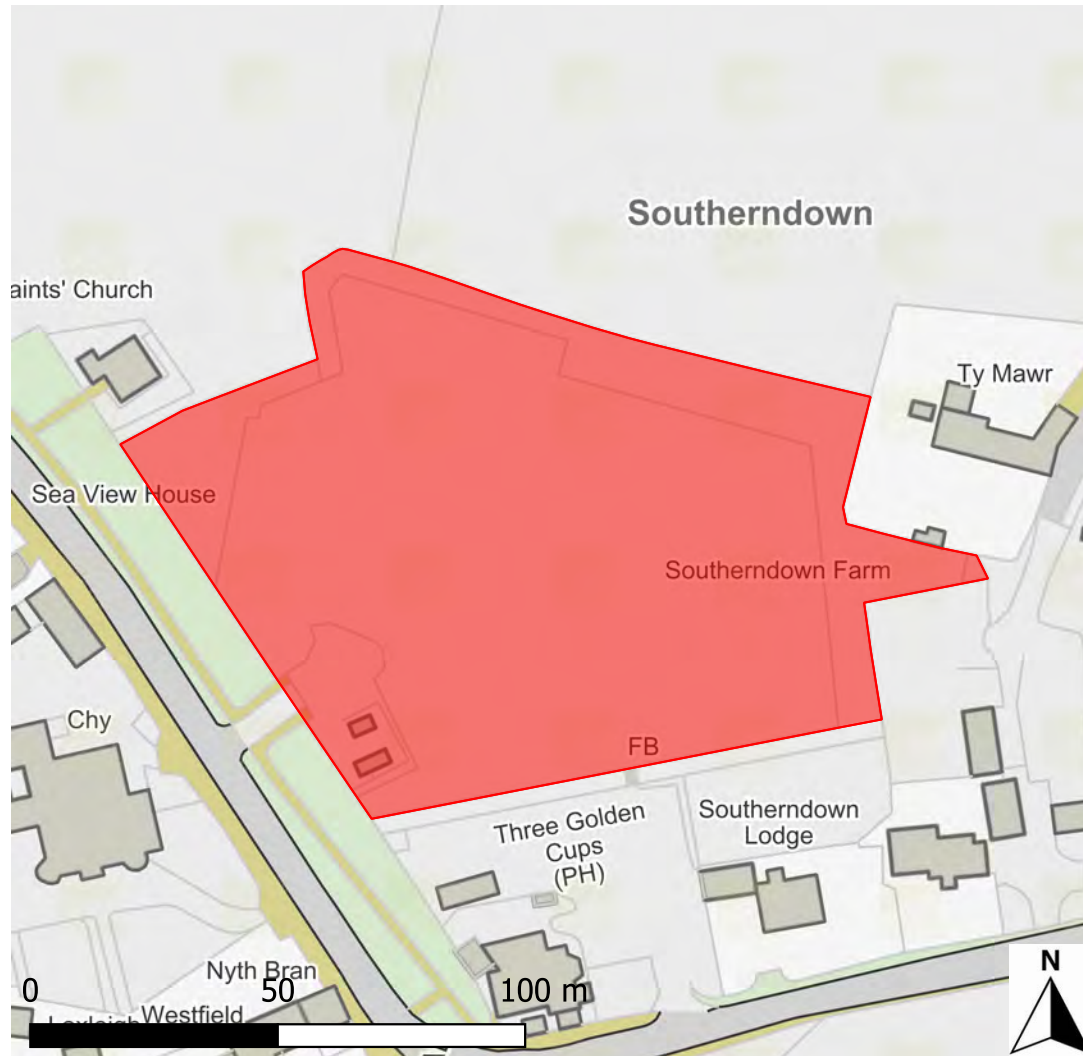 Southerndown
aints' Church
Ty Mawr
Sea View House
Southerndown Farm
Chy
FB
Three Golden
Cups
(PH)
Southerndown
Lodge
Nyth Bran
Westfield
0 50 100 m
N